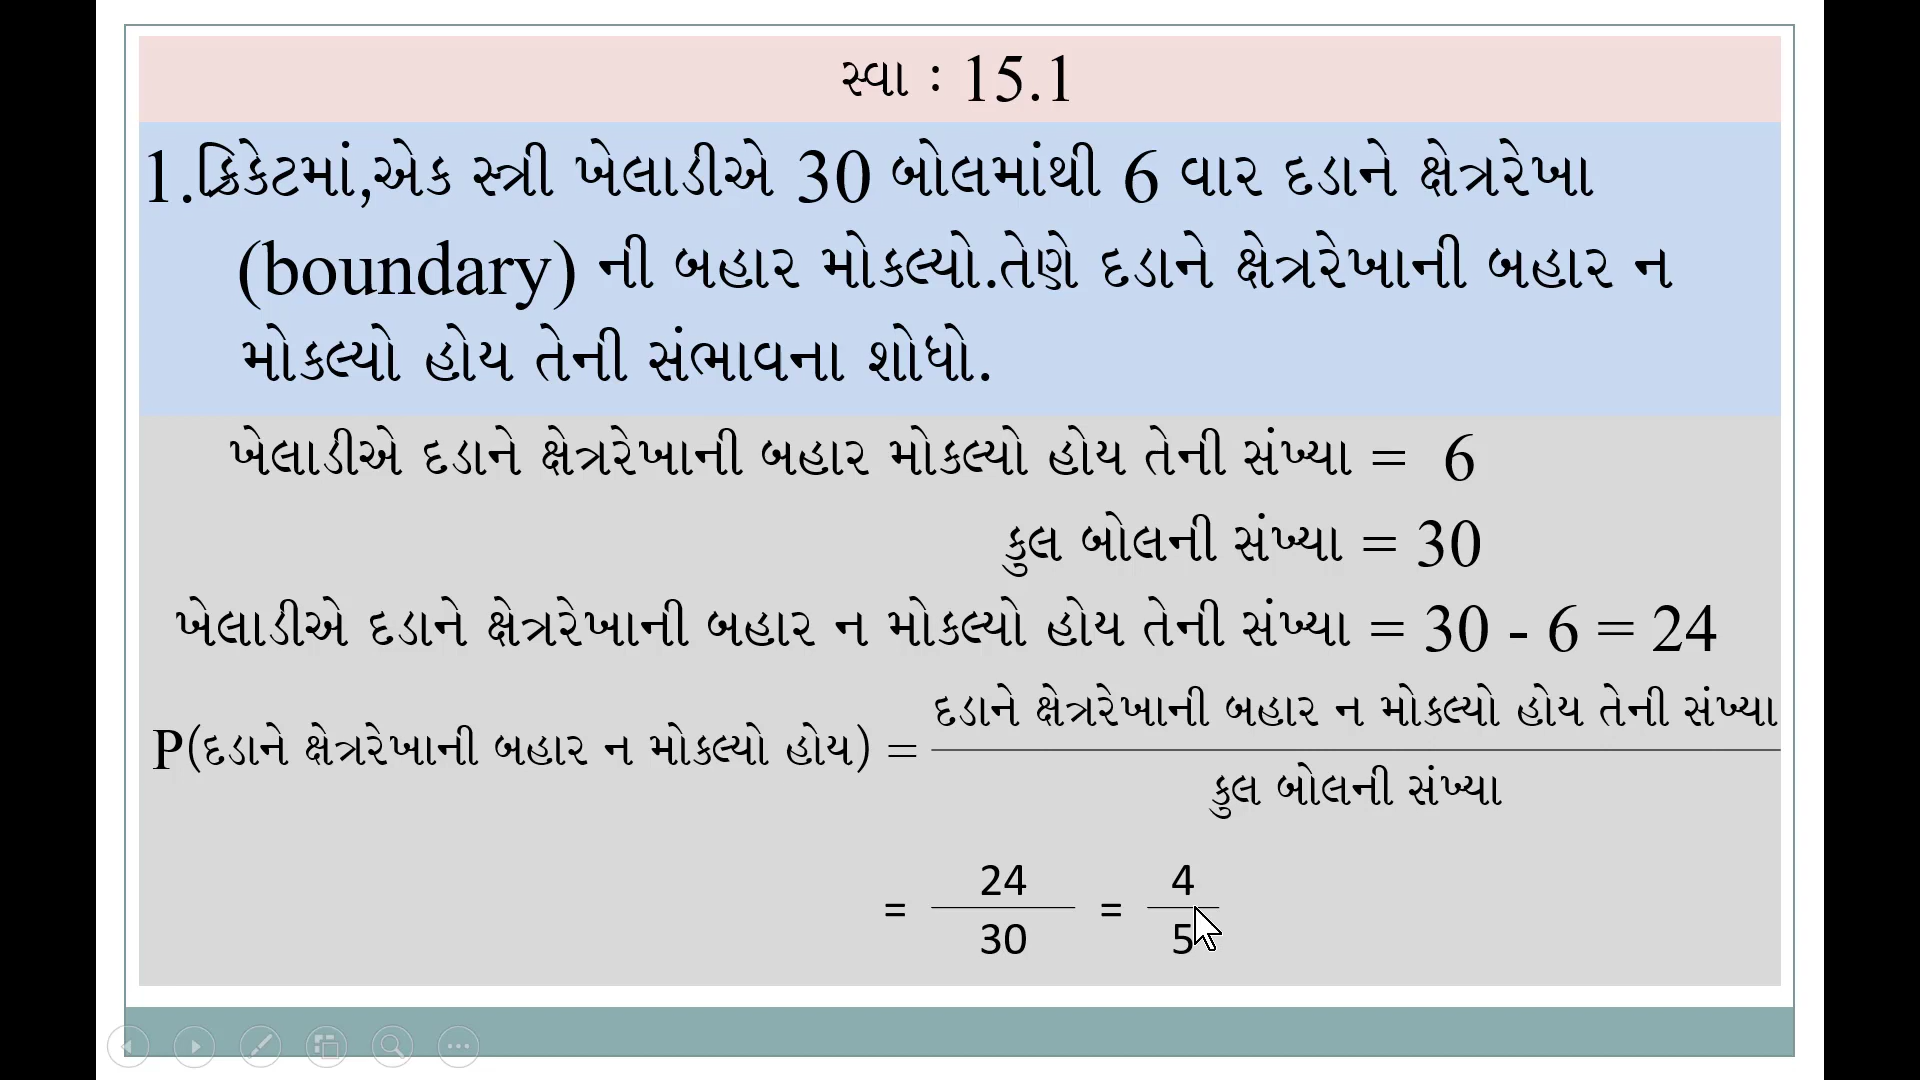 સ્વા : 15.1
1.ક્રિકેટમાં,એક સ્ત્રી ખેલાડીએ 30 બોલમાંથી 6 વાર દડાને ક્ષેત્રરેખા
(boundary) ની બહાર મોકલ્યો.તેણે દડાને ક્ષેત્રરેખાની બહાર ન
મોકલ્યો હોય તેની સંભાવના શોધો.
ખેલાડીએ દડાને ક્ષેત્રરેખાની બહાર મોકલ્યો હોય તેની સંખ્યા = 6
કુલ બોલની સંખ્યા = 30
ખેલાડીએ દડાને ક્ષેત્રરેખાની બહાર ન મોકલ્યો હોય તેની સંખ્યા = 30 - 6 = 24
P(દડાને ક્ષેત્રરેખાની બહાર ન મોકલ્યો હોય) =
દડાને ક્ષેત્રરેખાની બહાર ન મોકલ્યો હોય તેની સંખ્યા
કુલ બોલની સંખ્યા
= 24/30 = 4/5